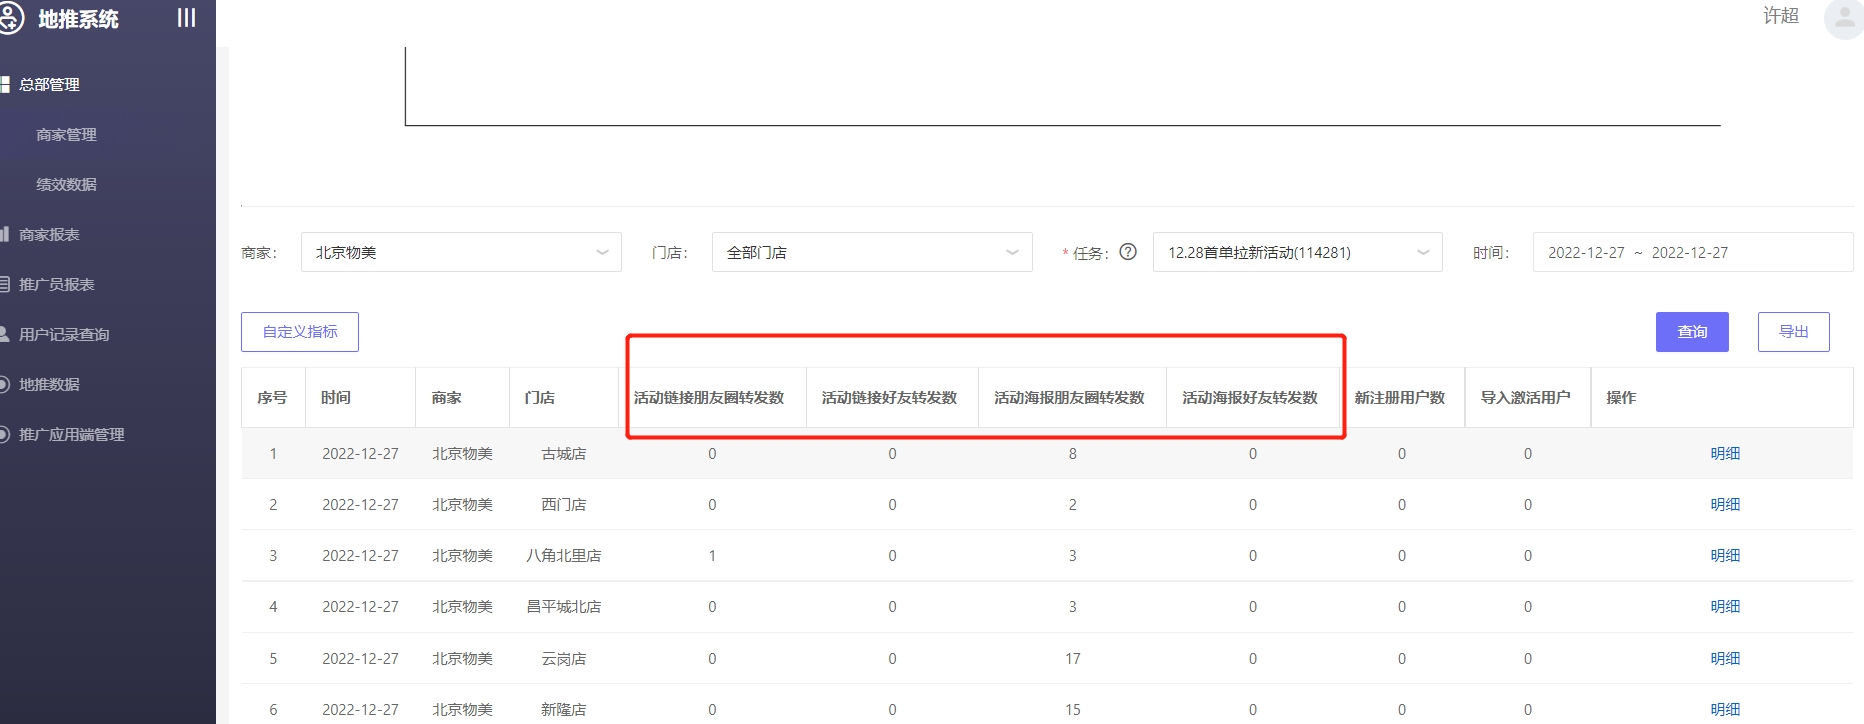 地推系统
许超
总部管理
商家管理
绩效数据
商家报表
推广员报表
用户记录查询
地推数据
推广应用端管理
商家： 北京物美 门店： 全部门店 * 任务： ? 12.28首单拉新活动(114281) 时间： 2022-12-27 ~ 2022-12-27
自定义指标 查询 导出
序号 时间 商家 门店 活动链接朋友圈转发数 活动链接好友转发数 活动海报朋友圈转发数 活动海报好友转发数 新注册用户数 导入激活用户 操作
1 2022-12-27 北京物美 古城店 0 0 8 0 0 0 明细
2 2022-12-27 北京物美 西门店 0 0 2 0 0 0 明细
3 2022-12-27 北京物美 八角北里店 1 0 3 0 0 0 明细
4 2022-12-27 北京物美 昌平城北店 0 0 3 0 0 0 明细
5 2022-12-27 北京物美 云岗店 0 0 17 0 0 0 明细
6 2022-12-27 北京物美 新隆店 0 0 15 0 0 0 明细